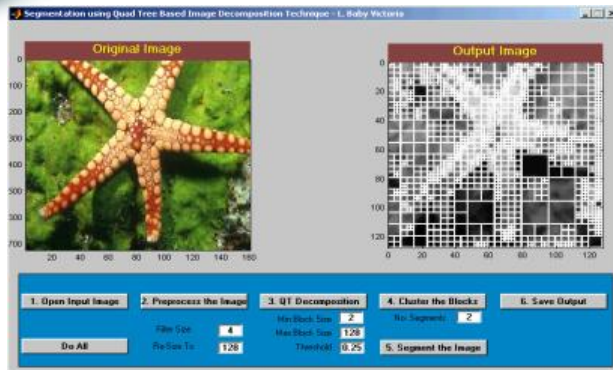 Segmentation using Quad Tree Based Image Decomposition Technique - L. Baby Victoria
Original Image
Output Image
0
100
200
300
400
500
600
700
20 40 60 80 100 120 140 160
0
20
40
60
80
100
120
0 20 40 60 80 100 120
1. Open Input Image
2. Preprocess the Image
3. QT Decomposition
4. Cluster the Blocks
6. Save Output
Filter Size 4
Re-Size To 128
Min Block Size 2
Max Block Size 128
Threshold 0.25
No. Segments 2
Do All
5. Segment the Image